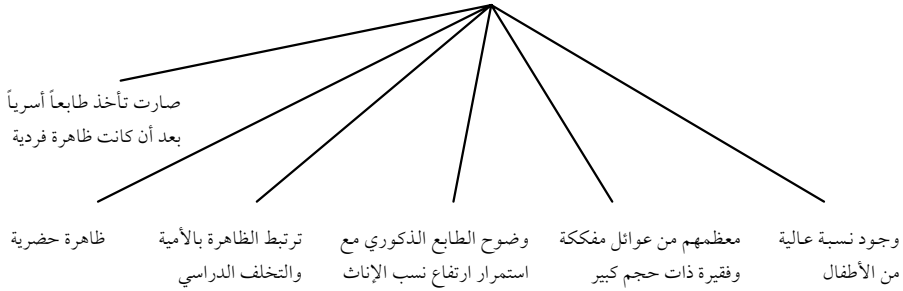 صارت تأخذ طابعاً أسرياً
بعد أن كانت ظاهرة فردية
وجود نسبة عالية
من الأطفال
معظمهم من عوائل مفككة
وفقيرة ذات حجم كبير
وضوح الطابع الذكوري مع
استمرار ارتفاع نسب الإناث
ترتبط الظاهرة بالأمية
والتخلف الدراسي
ظاهرة حضرية